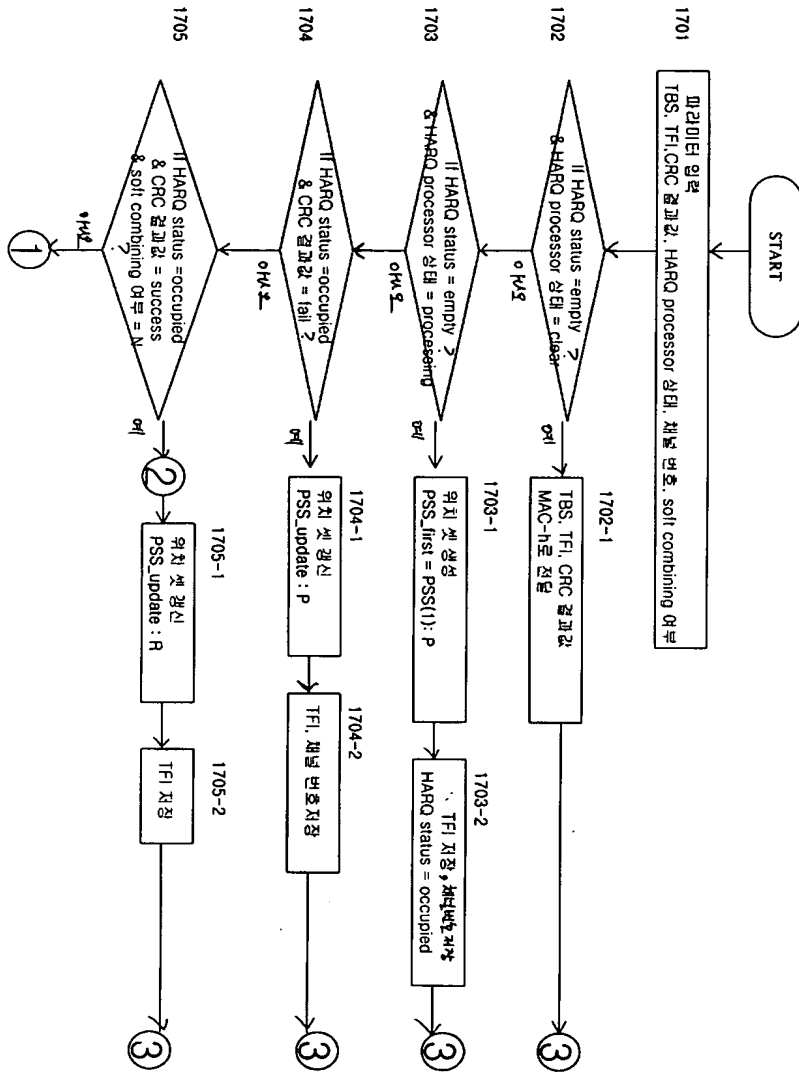 START
1701
파라미터 입력
TBS, TFI, CRC 결과값, HARQ processor 상태, 채널 번호, soft combining 여부
1702
If HARQ status =empty ?
& HARQ processor 상태 = clear
예
1702-1
TBS, TFI, CRC 결과값
MAC-h로 전달
3
아니오
1703
If HARQ status = empty ?
& HARQ processor 상태 = processing
예
1703-1
위치 셋 생성
PSS_first = PSS(1): P
1703-2
TFI 저장, 채널번호저장
HARQ status = occupied
3
아니오
1704
If HARQ status =occupied
& CRC 결과값 = fail ?
예
1704-1
위치 셋 갱신
PSS_update : P
1704-2
TFI, 채널 번호저장
3
아니오
1705
If HARQ status =occupied
& CRC 결과값 = success
& soft combining 여부 = N
?
예
2
1705-1
위치 셋 갱신
PSS_update : R
1705-2
TFI 저장
3
아니오
1